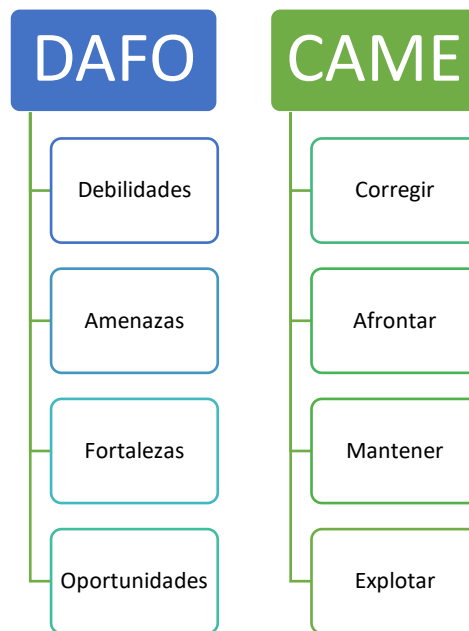 DAFO
Debilidades
Amenazas
Fortalezas
Oportunidades
CAME
Corregir
Afrontar
Mantener
Explotar